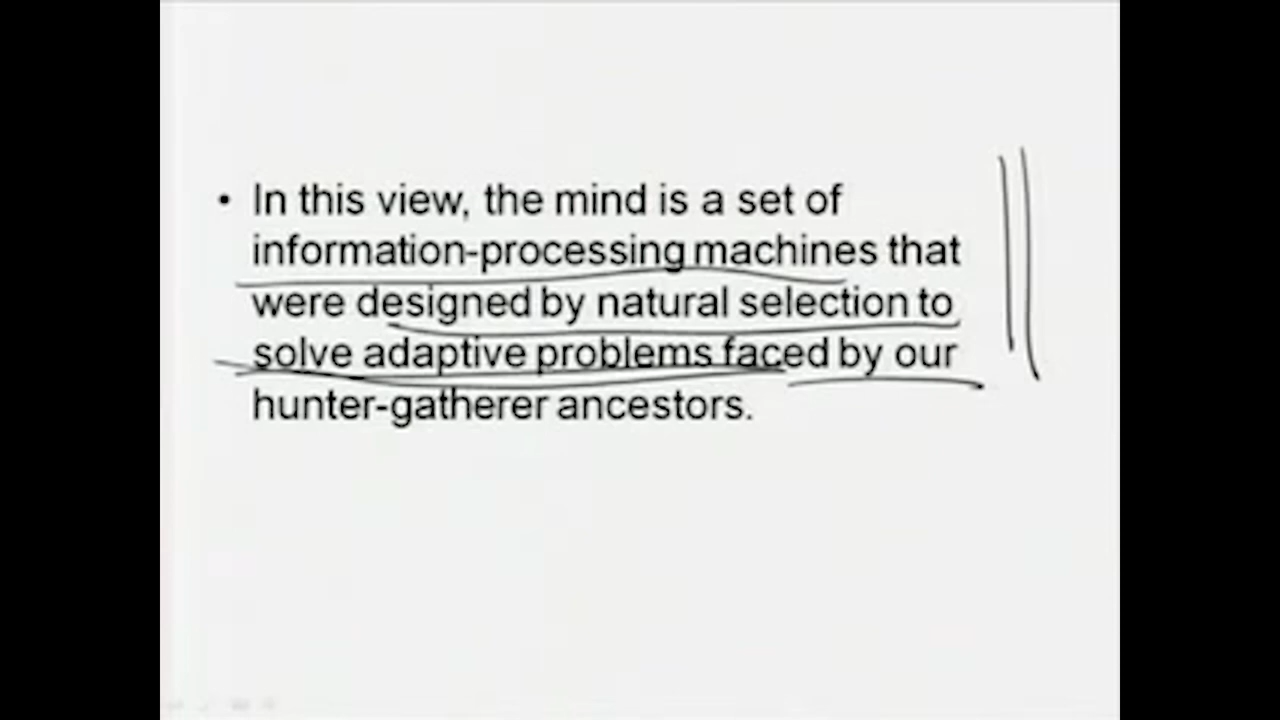 • In this view, the mind is a set of
information-processing machines that
were designed by natural selection to
solve adaptive problems faced by our
hunter-gatherer ancestors.